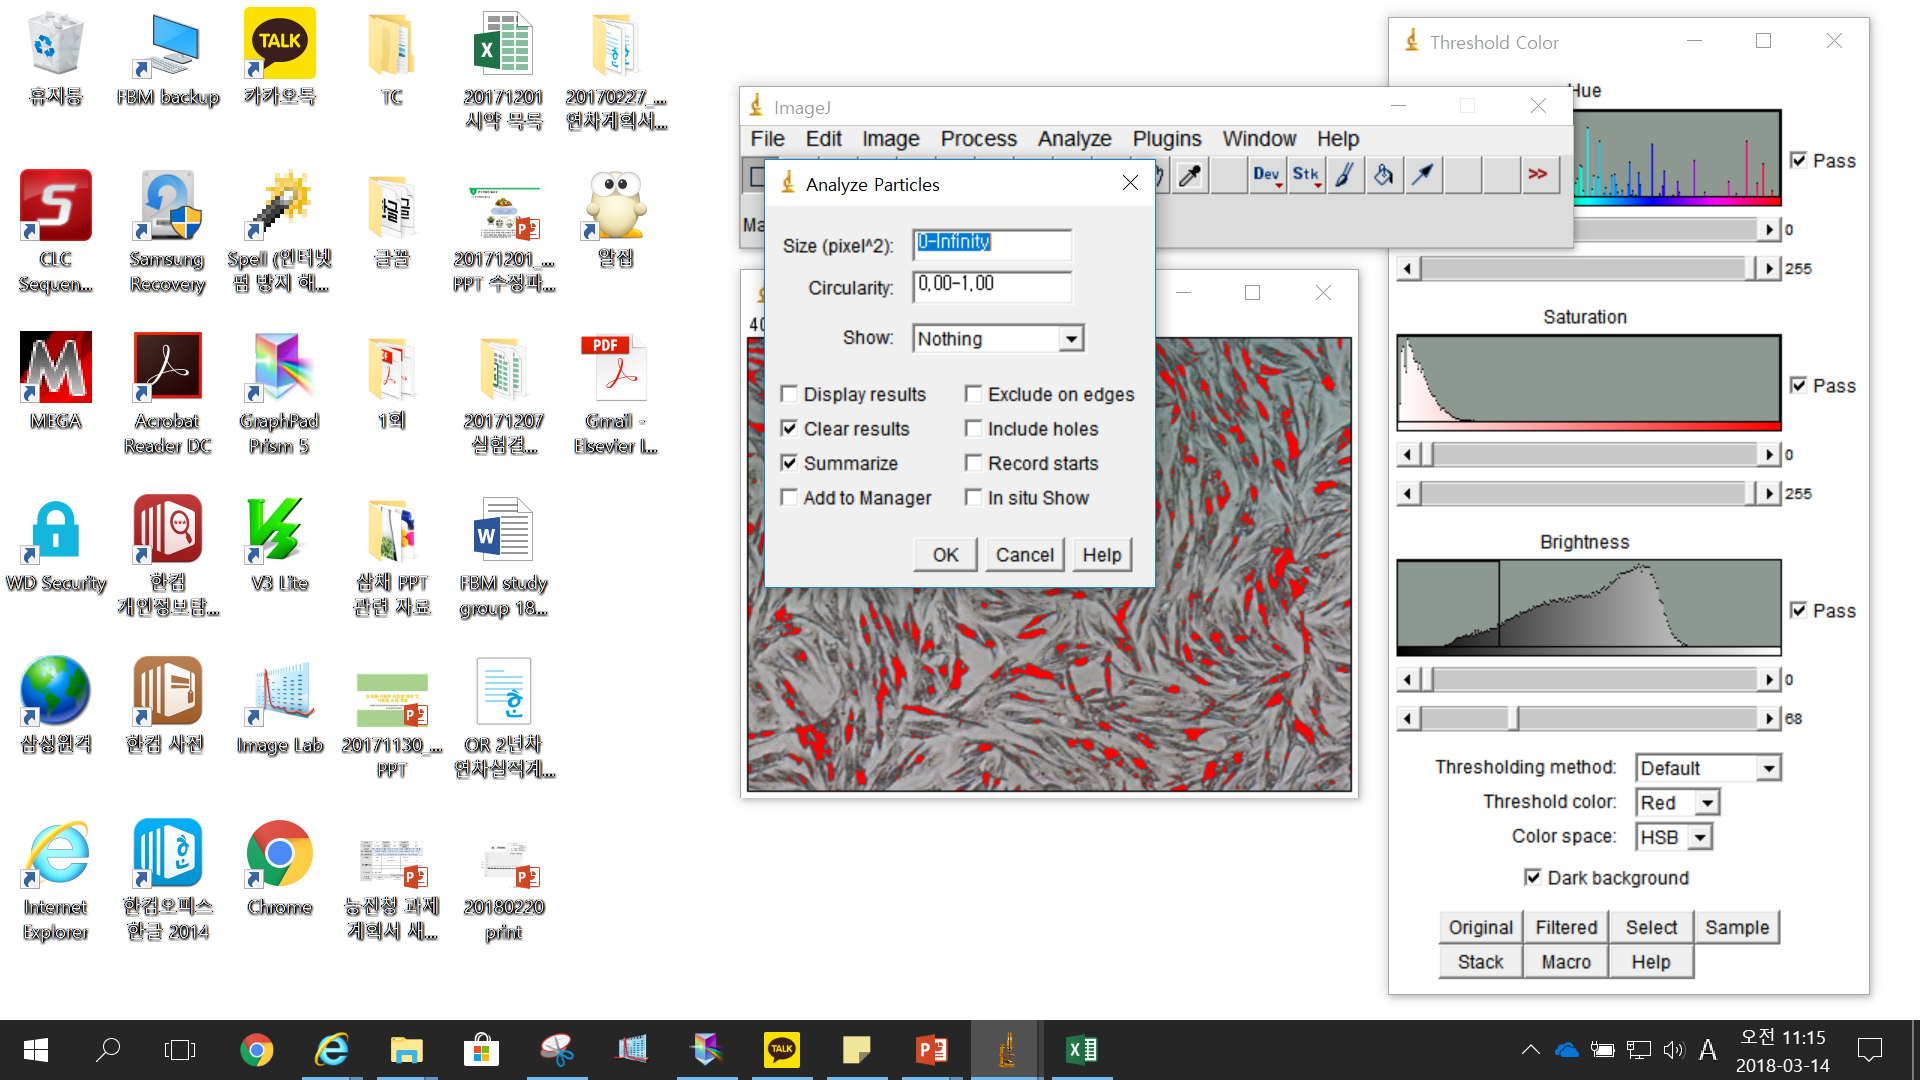 휴지통
FBM backup
TALK
카카오톡
TC
20171201
시약 목록
20170227_...
연차계획서...
CLC
Sequen...
Samsung
Recovery
Spell (인터넷
펌 방지 해...
한글
글꼴
20171201_...
PPT 수정파...
알집
MEGA
Acrobat
Reader DC
GraphPad
Prism 5
1회
20171207
실험결...
PDF
Gmail -
Elsevier I...
WD Security
한컴
개인정보탐...
V3 Lite
삼채 PPT
관련 자료
FBM study
group 18...
삼성원격
한컴 사전
Image Lab
20171130_...
PPT
OR 2년차
연차실적계...
Internet
Explorer
한컴오피스
한글 2014
Chrome
농진청 과제
계획서 새...
20180220
print
ImageJ
File Edit Image Process Analyze Plugins Window Help
Dev Stk >>
Ma
40
Analyze Particles
Size (pixel^2): 0-Infinity
Circularity: 0,00-1,00
Show: Nothing
Display results Exclude on edges
Clear results Include holes
Summarize Record starts
Add to Manager In situ Show
OK Cancel Help
Threshold Color
Hue
Pass
0
255
Saturation
Pass
0
255
Brightness
Pass
0
68
Thresholding method: Default
Threshold color: Red
Color space: HSB
Dark background
Original Filtered Select Sample
Stack Macro Help
TALK
A
오전 11:15
2018-03-14